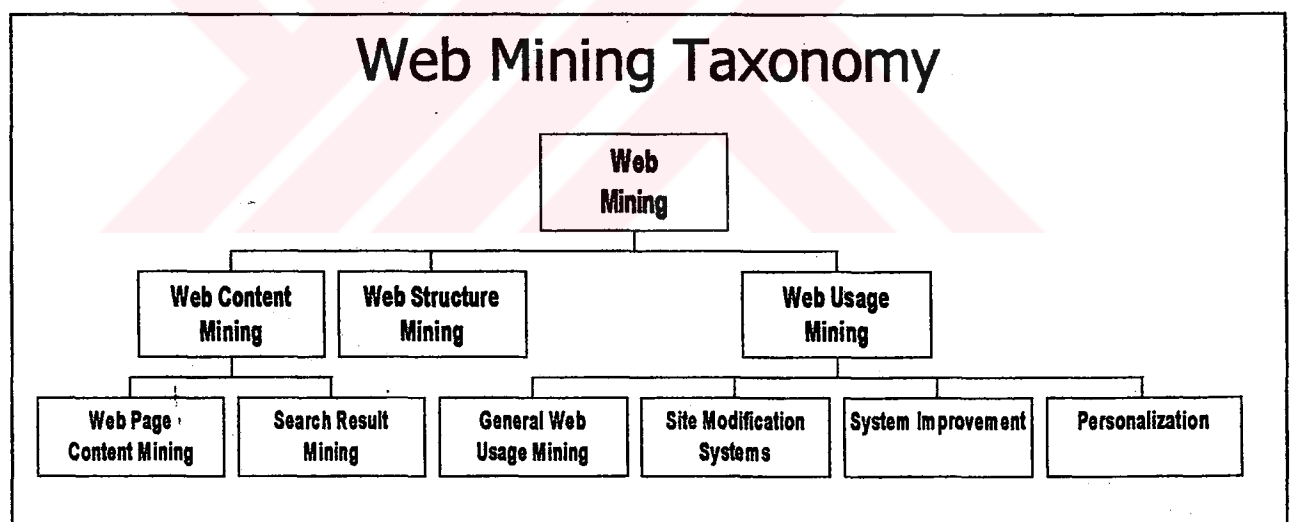 Web Mining Taxonomy
Web
Mining
Web Content
Mining
Web Structure
Mining
Web Usage
Mining
Web Page
Content Mining
Search Result
Mining
General Web
Usage Mining
Site Modification
Systems
System Improvement
Personalization